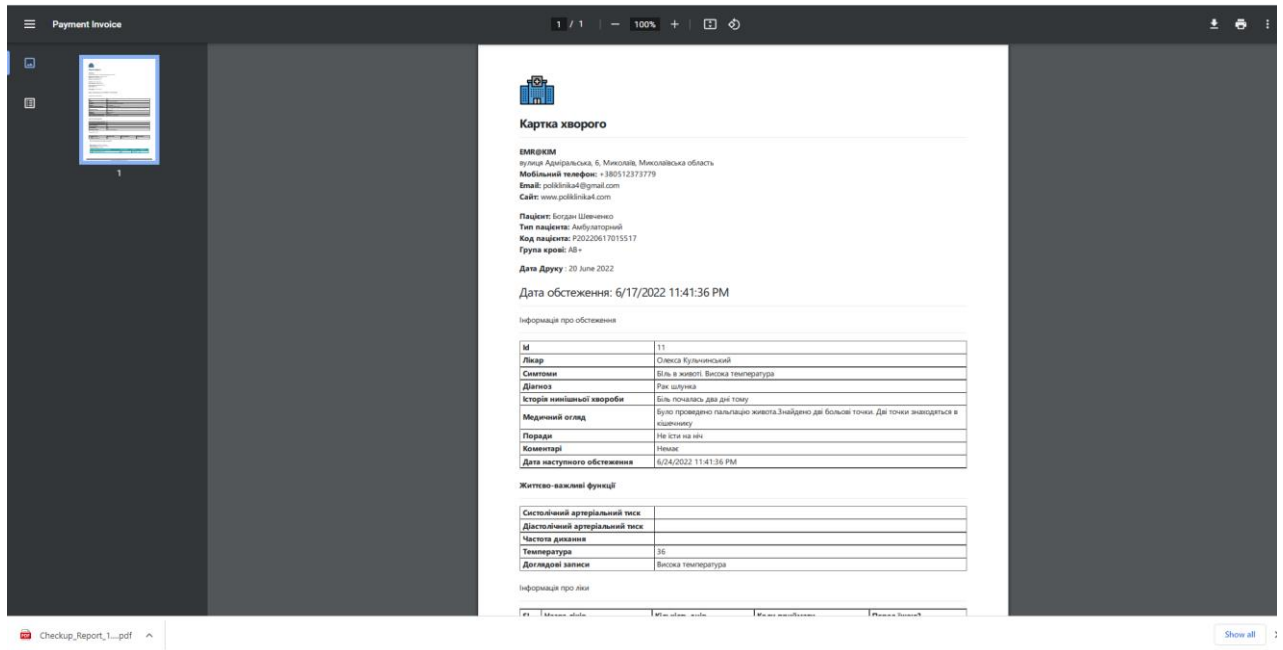 Payment Invoice
1 / 1
100%
1
Картка хворого
EMR@KIM
вулиця Адміральська, 6, Миколаїв, Миколаївська область
Мобільний телефон: +380512373779
Email: poliklinika4@gmail.com
Сайт: www.poliklinika4.com
Пацієнт: Богдан Шевченко
Тип пацієнта: Амбулаторний
Код пацієнта: P20220617015517
Група крові: AB+
Дата Друку : 20 June 2022
Дата обстеження: 6/17/2022 11:41:36 PM
Інформація про обстеження
Id 11
Лікар Олекса Кульчинський
Симтоми Біль в животі. Висока температура
Діагноз Рак шлунка
Історія нинішньої хвороби Біль почалась два дні тому
Медичний огляд Було проведено пальпацію живота.Знайдено дві больові точки. Дві точки знаходяться в
кішечнику
Поради Не їсти на ніч
Коментарі Немає
Дата наступного обстеження 6/24/2022 11:41:36 PM
Життєво-важливі функції
Систолічний артеріальний тиск
Діастолічний артеріальний тиск
Частота дихання
Температура 36
Доглядові записи Висока температура
Інформація про ліки
Checkup_Report_1....pdf
Show all